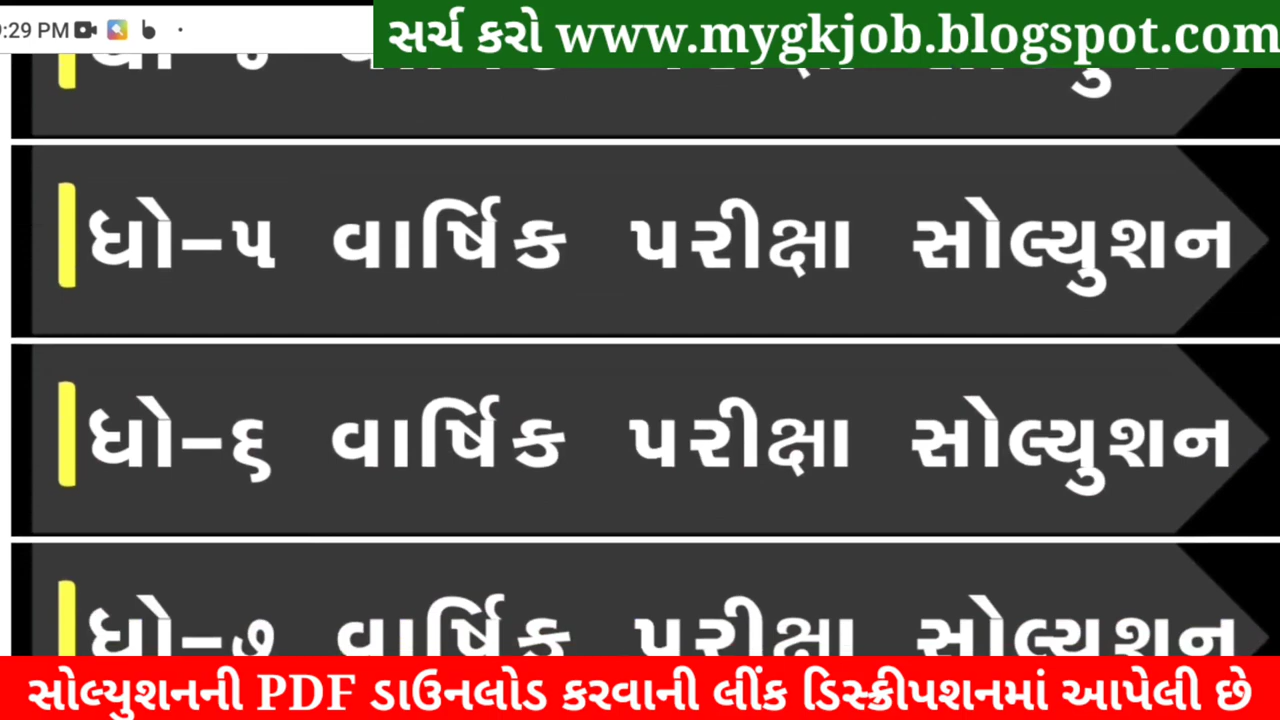 9:29 PM
સર્ચ કરો www.mygkjob.blogspot.com
ધો-૫ વાર્ષિક પરીક્ષા સોલ્યુશન
ધો-૬ વાર્ષિક પરીક્ષા સોલ્યુશન
ધો-૭ વાર્ષિક પરીક્ષા સોલ્યુશન
સોલ્યુશનની PDF ડાઉનલોડ કરવાની લીંક ડિસ્ક્રીપશનમાં આપેલી છે